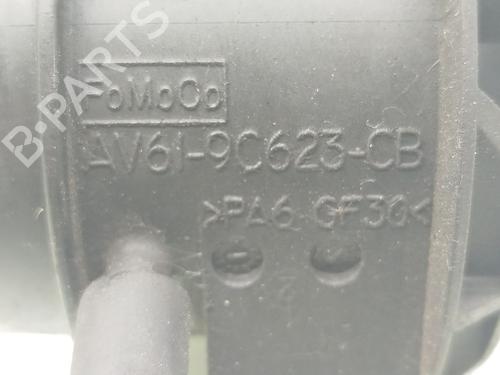 B-PARTS
FoMoCo
AV61-9C623-CB
>PA6 GF30<